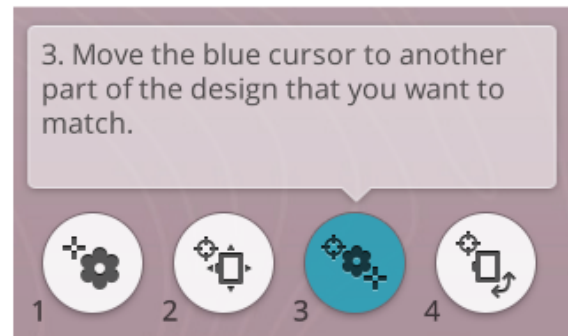 3. Move the blue cursor to another
part of the design that you want to
match.
1 2 3 4